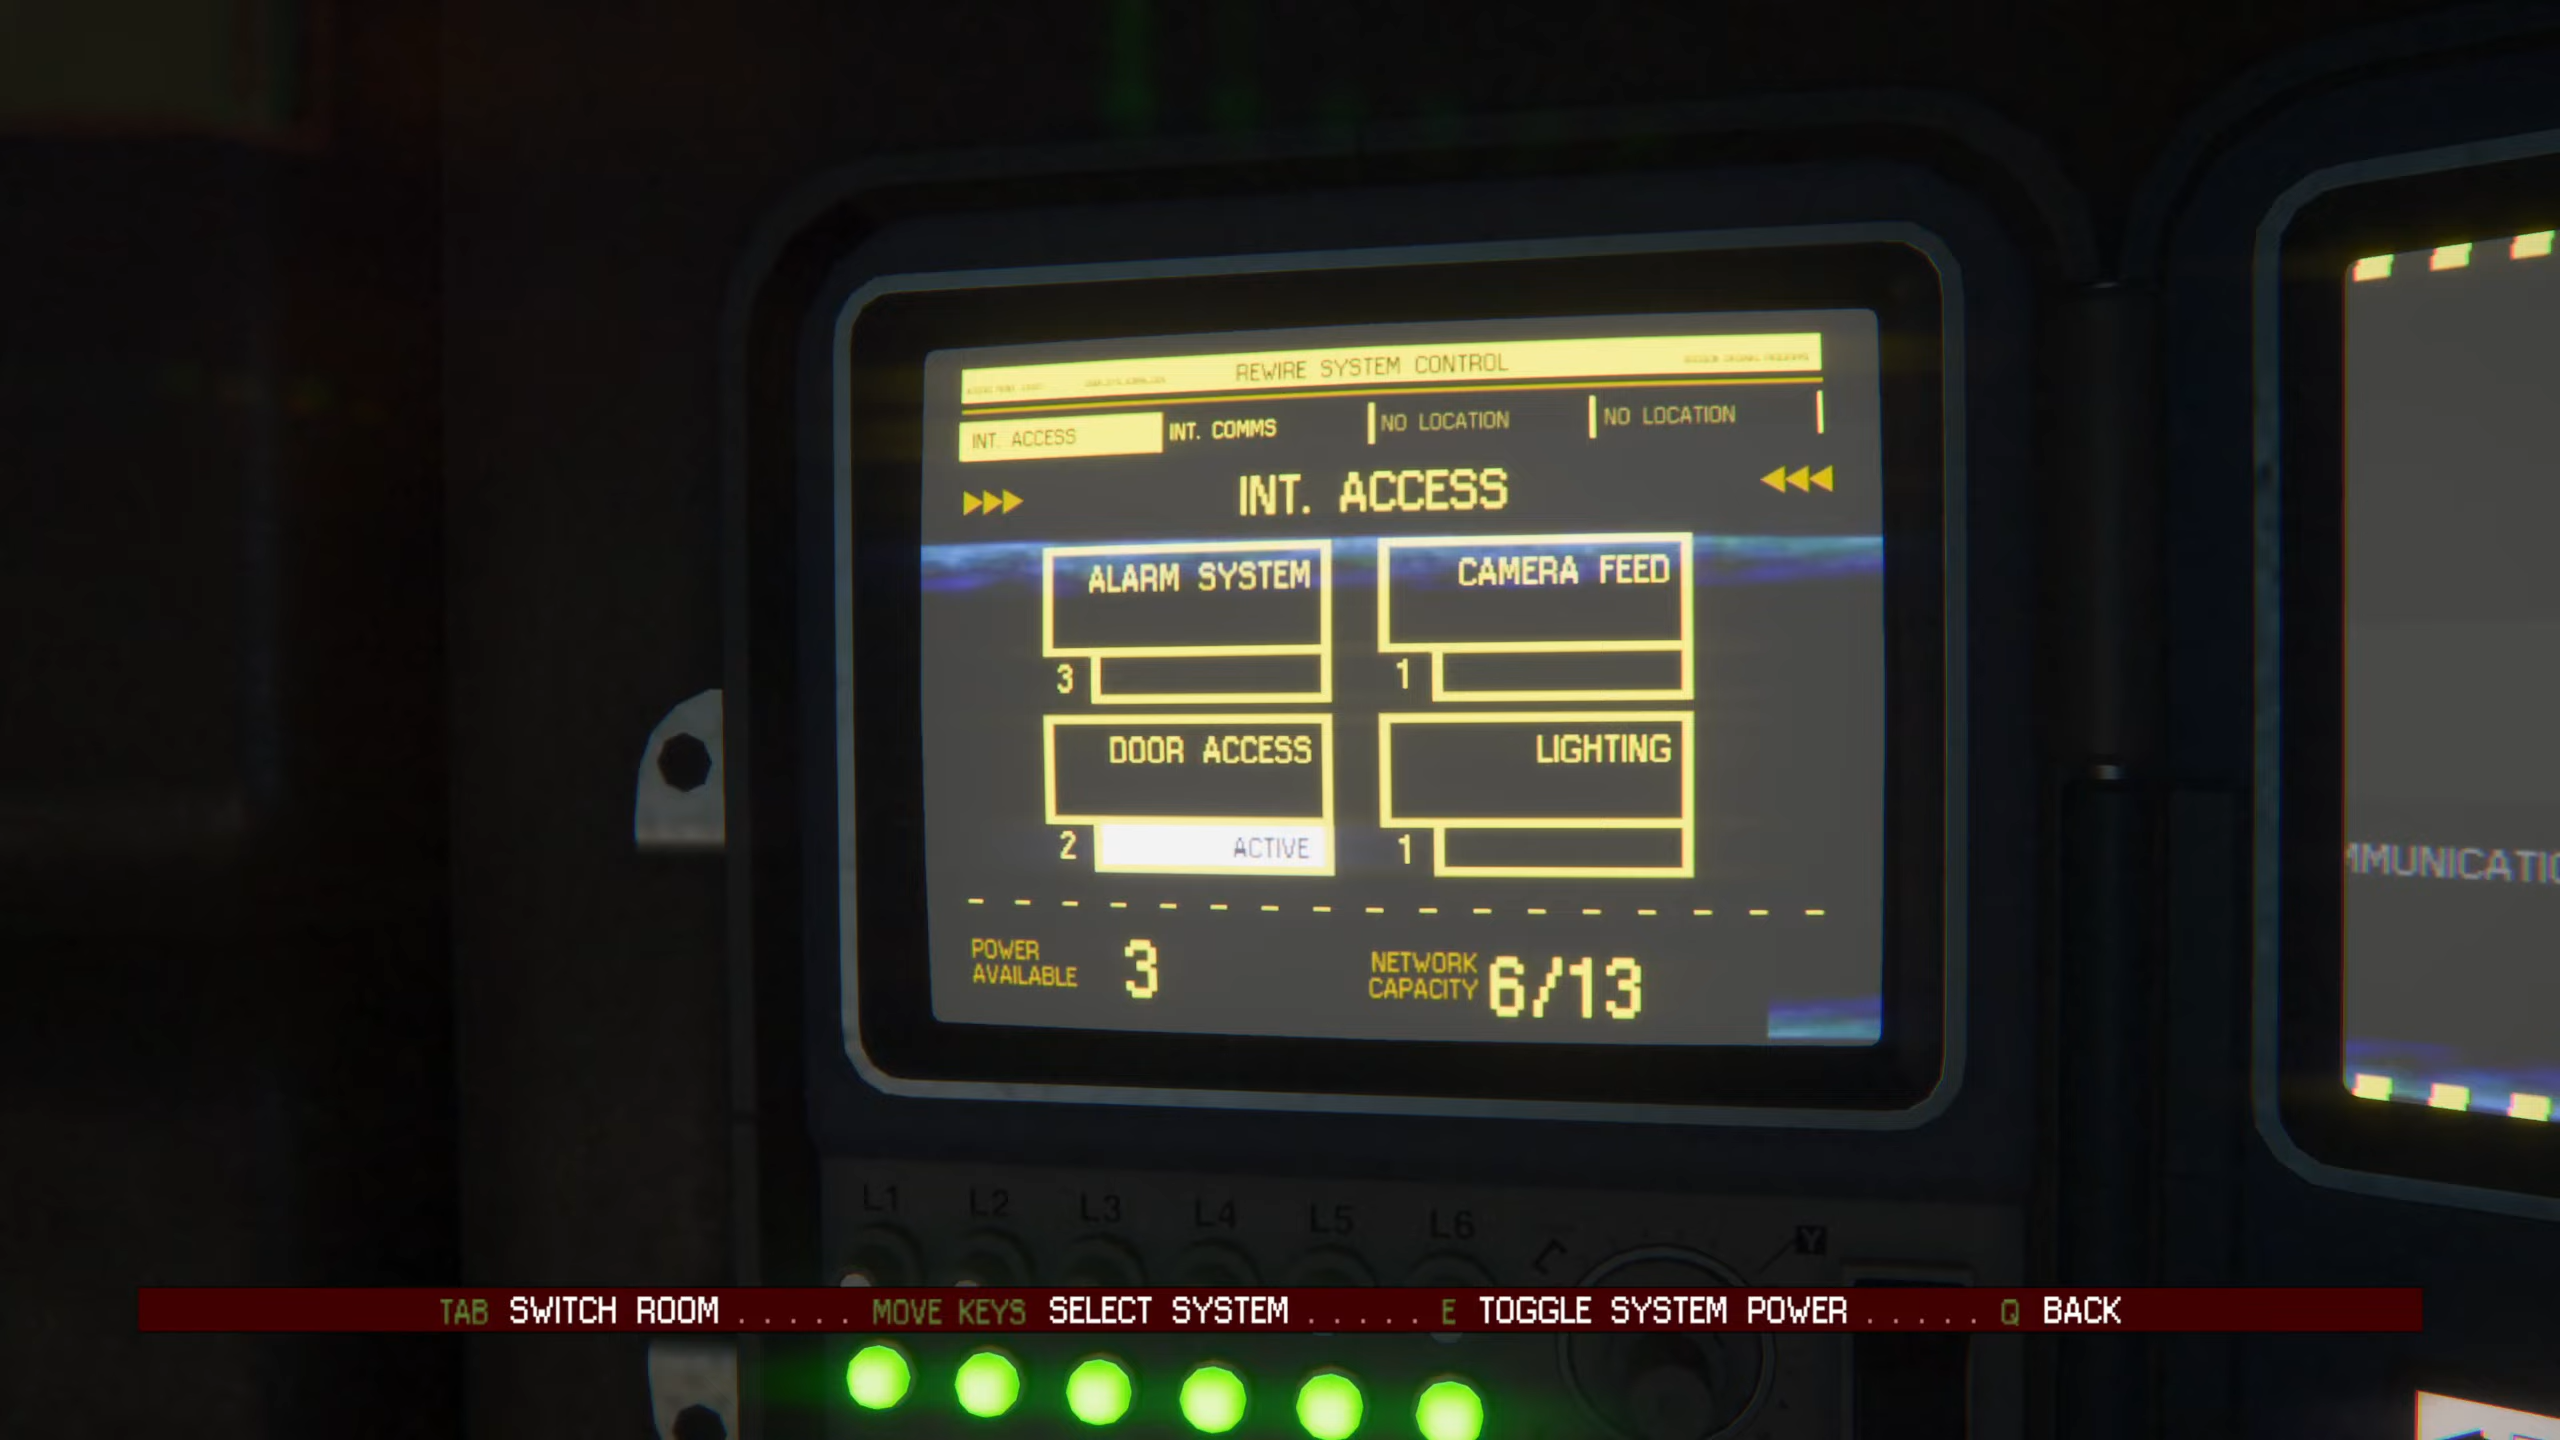 REWIRE SYSTEM CONTROL
INT. ACCESS INT. COMMS NO LOCATION NO LOCATION
INT. ACCESS
ALARM SYSTEM CAMERA FEED
3 1
DOOR ACCESS LIGHTING
2 ACTIVE 1
POWER AVAILABLE 3 NETWORK CAPACITY 6/13
L1 L2 L3 L4 L5 L6
Y
TAB SWITCH ROOM ..... MOVE KEYS SELECT SYSTEM ..... E TOGGLE SYSTEM POWER ..... Q BACK